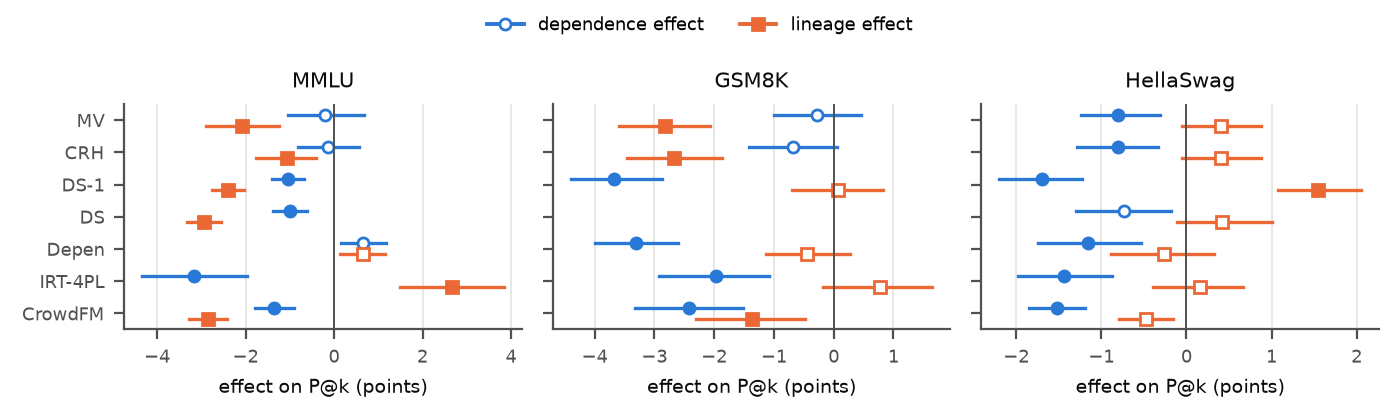 dependence effect lineage effect
MMLU GSM8K HellaSwag
MV
CRH
DS-1
DS
Depen
IRT-4PL
CrowdFM
−4 −2 0 2 4 −4 −3 −2 −1 0 1 −2 −1 0 1 2
effect on P@k (points) effect on P@k (points) effect on P@k (points)